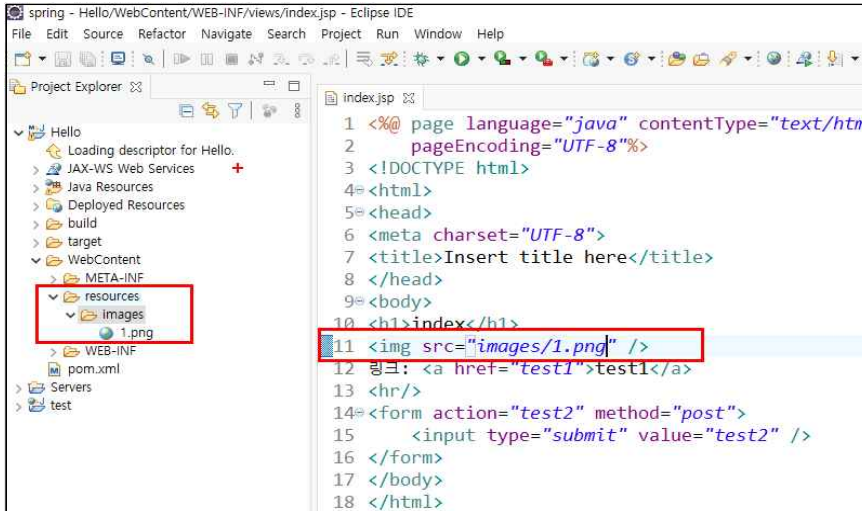 spring - Hello/WebContent/WEB-INF/views/index.jsp - Eclipse IDE
File Edit Source Refactor Navigate Search Project Run Window Help
Project Explorer
Hello
Loading descriptor for Hello.
JAX-WS Web Services
Java Resources
Deployed Resources
build
target
WebContent
META-INF
resources
images
1.png
WEB-INF
pom.xml
Servers
test
index.jsp
1 <%@ page language="java" contentType="text/htm
2 pageEncoding="UTF-8"%>
3 <!DOCTYPE html>
4 <html>
5 <head>
6 <meta charset="UTF-8">
7 <title>Insert title here</title>
8 </head>
9 <body>
10 <h1>index</h1>
11 <img src="images/1.png" />
12 링크: <a href="test1">test1</a>
13 <hr/>
14 <form action="test2" method="post">
15 <input type="submit" value="test2" />
16 </form>
17 </body>
18 </html>